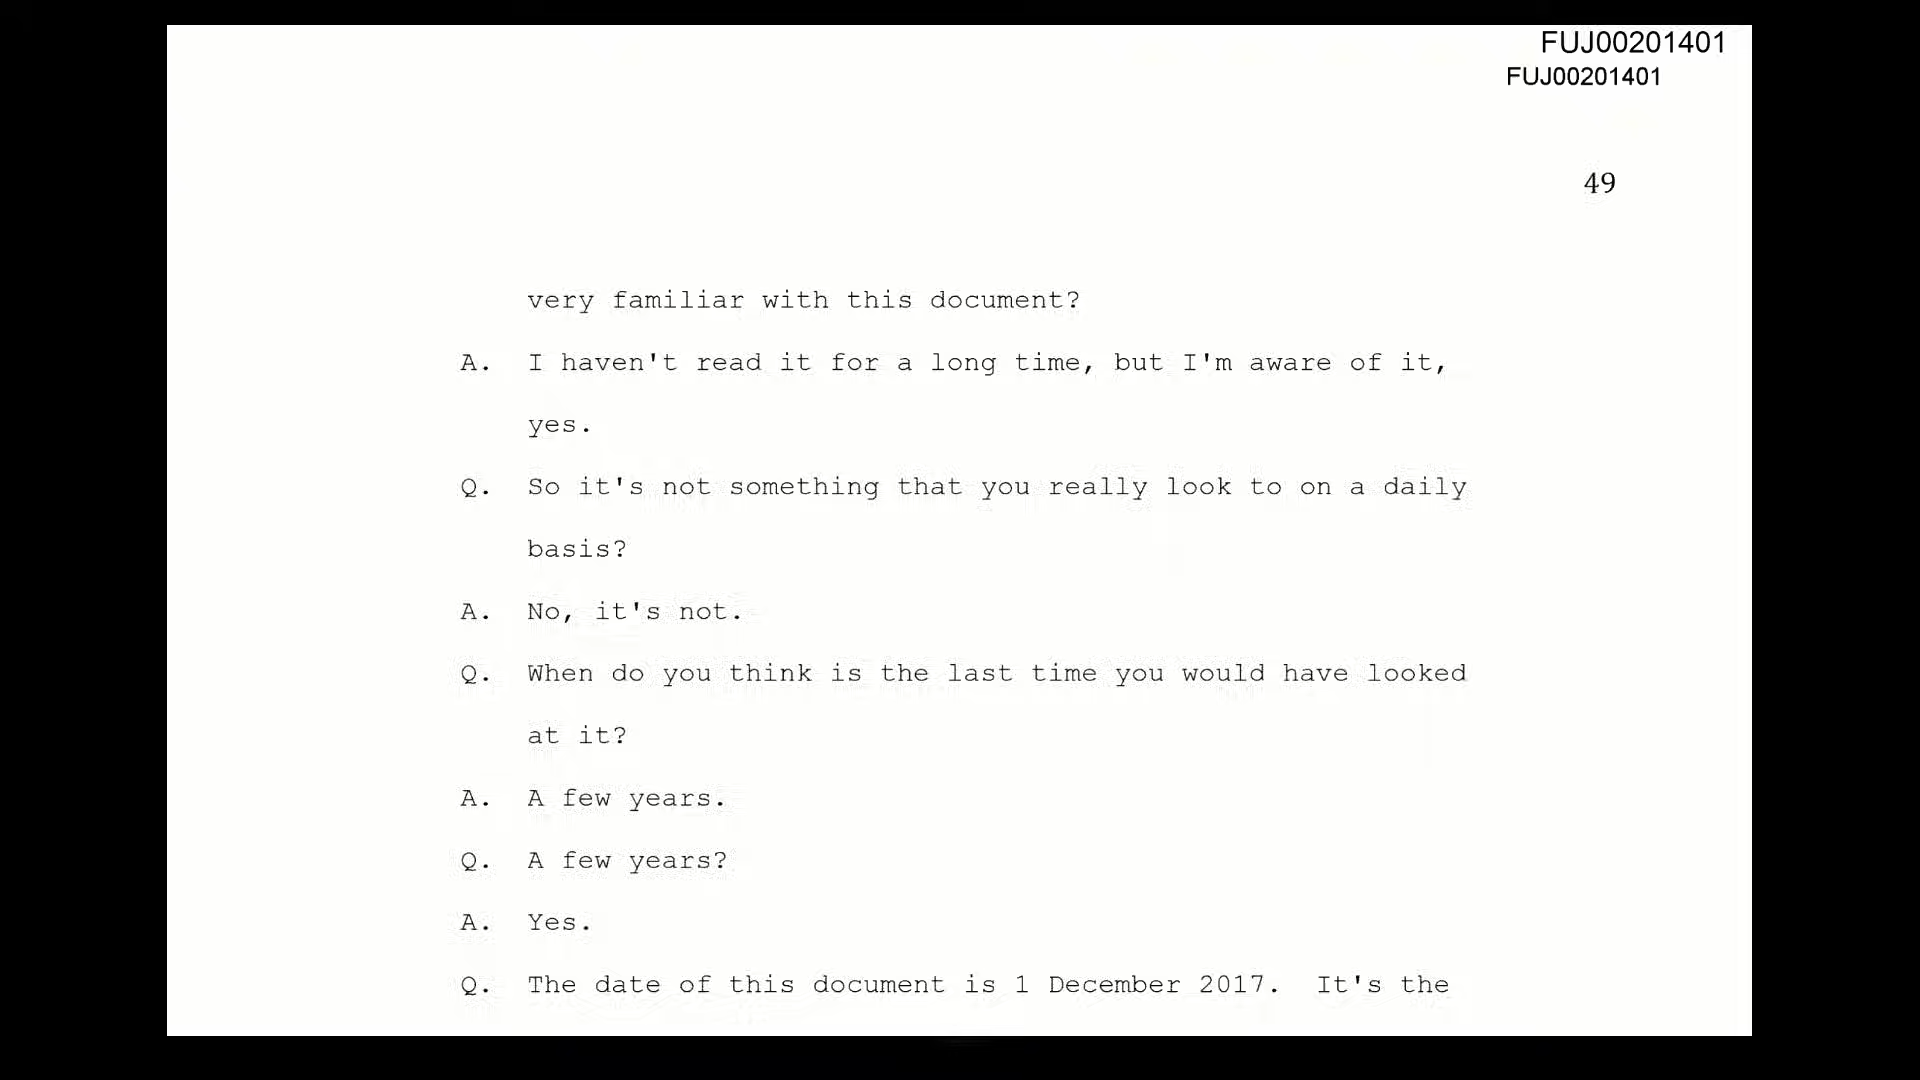 FUJ00201401
FUJ00201401
49
very familiar with this document?
A. I haven't read it for a long time, but I'm aware of it,
yes.
Q. So it's not something that you really look to on a daily
basis?
A. No, it's not.
Q. When do you think is the last time you would have looked
at it?
A. A few years.
Q. A few years?
A. Yes.
Q. The date of this document is 1 December 2017. It's the